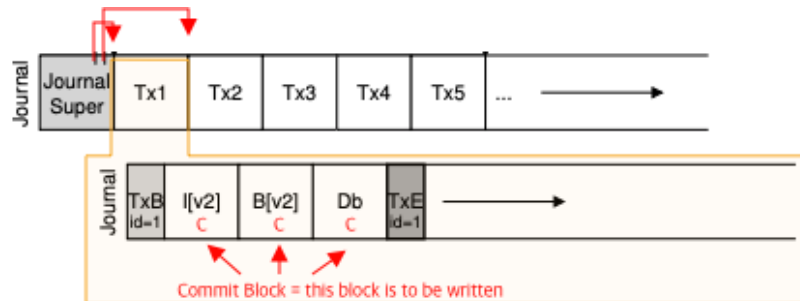 Journal
Journal Super
Tx1
Tx2
Tx3
Tx4
Tx5
...
Journal
TxB id=1
I[v2] C
B[v2] C
Db C
TxE id=1
Commit Block = this block is to be written